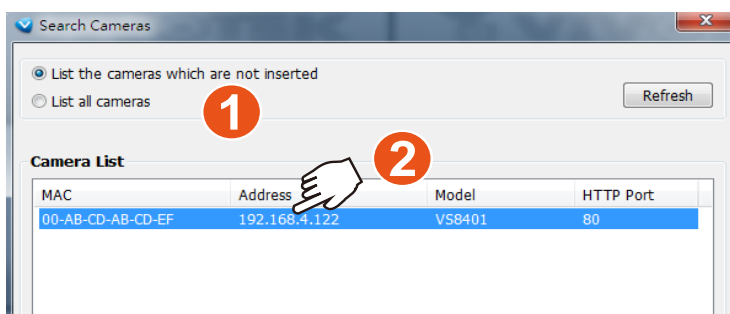 Search Cameras
List the cameras which are not inserted
List all cameras
Refresh
1
2
Camera List
MAC Address Model HTTP Port
00-AB-CD-AB-CD-EF 192.168.4.122 VS8401 80